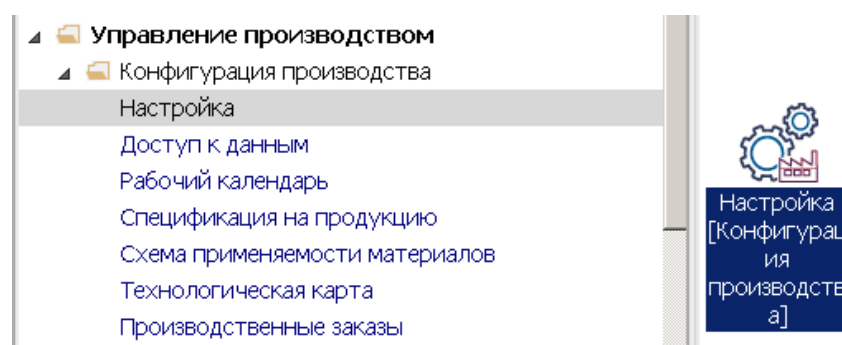 Управление производством
Конфигурация производства
Настройка
Доступ к данным
Рабочий календарь
Спецификация на продукцию
Схема применяемости материалов
Технологическая карта
Производственные заказы
Настройка
[Конфигурац
ия
производств
а]